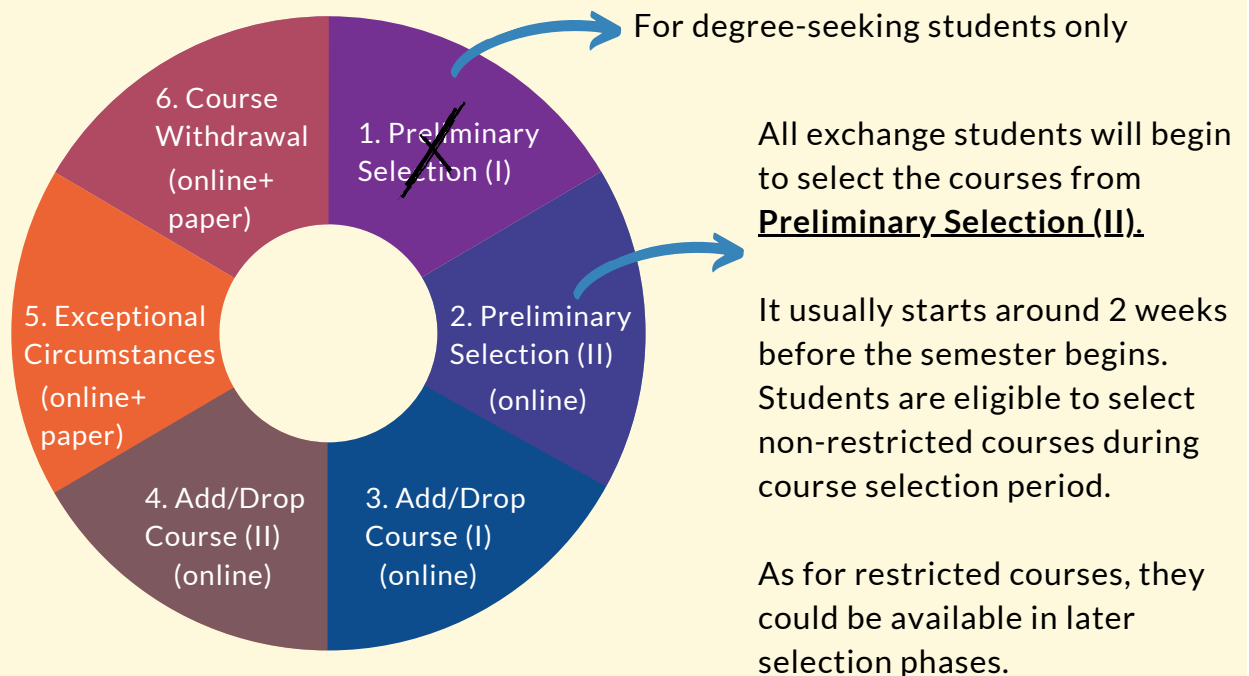 For degree-seeking students only
1. Preliminary
Selection (I)
All exchange students will begin
to select the courses from
Preliminary Selection (II).
It usually starts around 2 weeks
before the semester begins.
Students are eligible to select
non-restricted courses during
course selection period.
As for restricted courses, they
could be available in later
selection phases.
2. Preliminary
Selection (II)
(online)
3. Add/Drop
Course (I)
(online)
4. Add/Drop
Course (II)
(online)
5. Exceptional
Circumstances
(online+
paper)
6. Course
Withdrawal
(online+
paper)